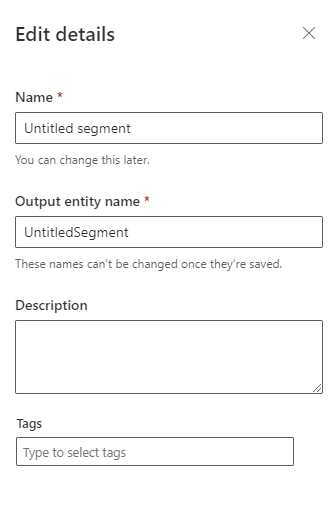 Edit details
Name *
Untitled segment
You can change this later.
Output entity name *
UntitledSegment
These names can't be changed once they're saved.
Description
Tags
Type to select tags